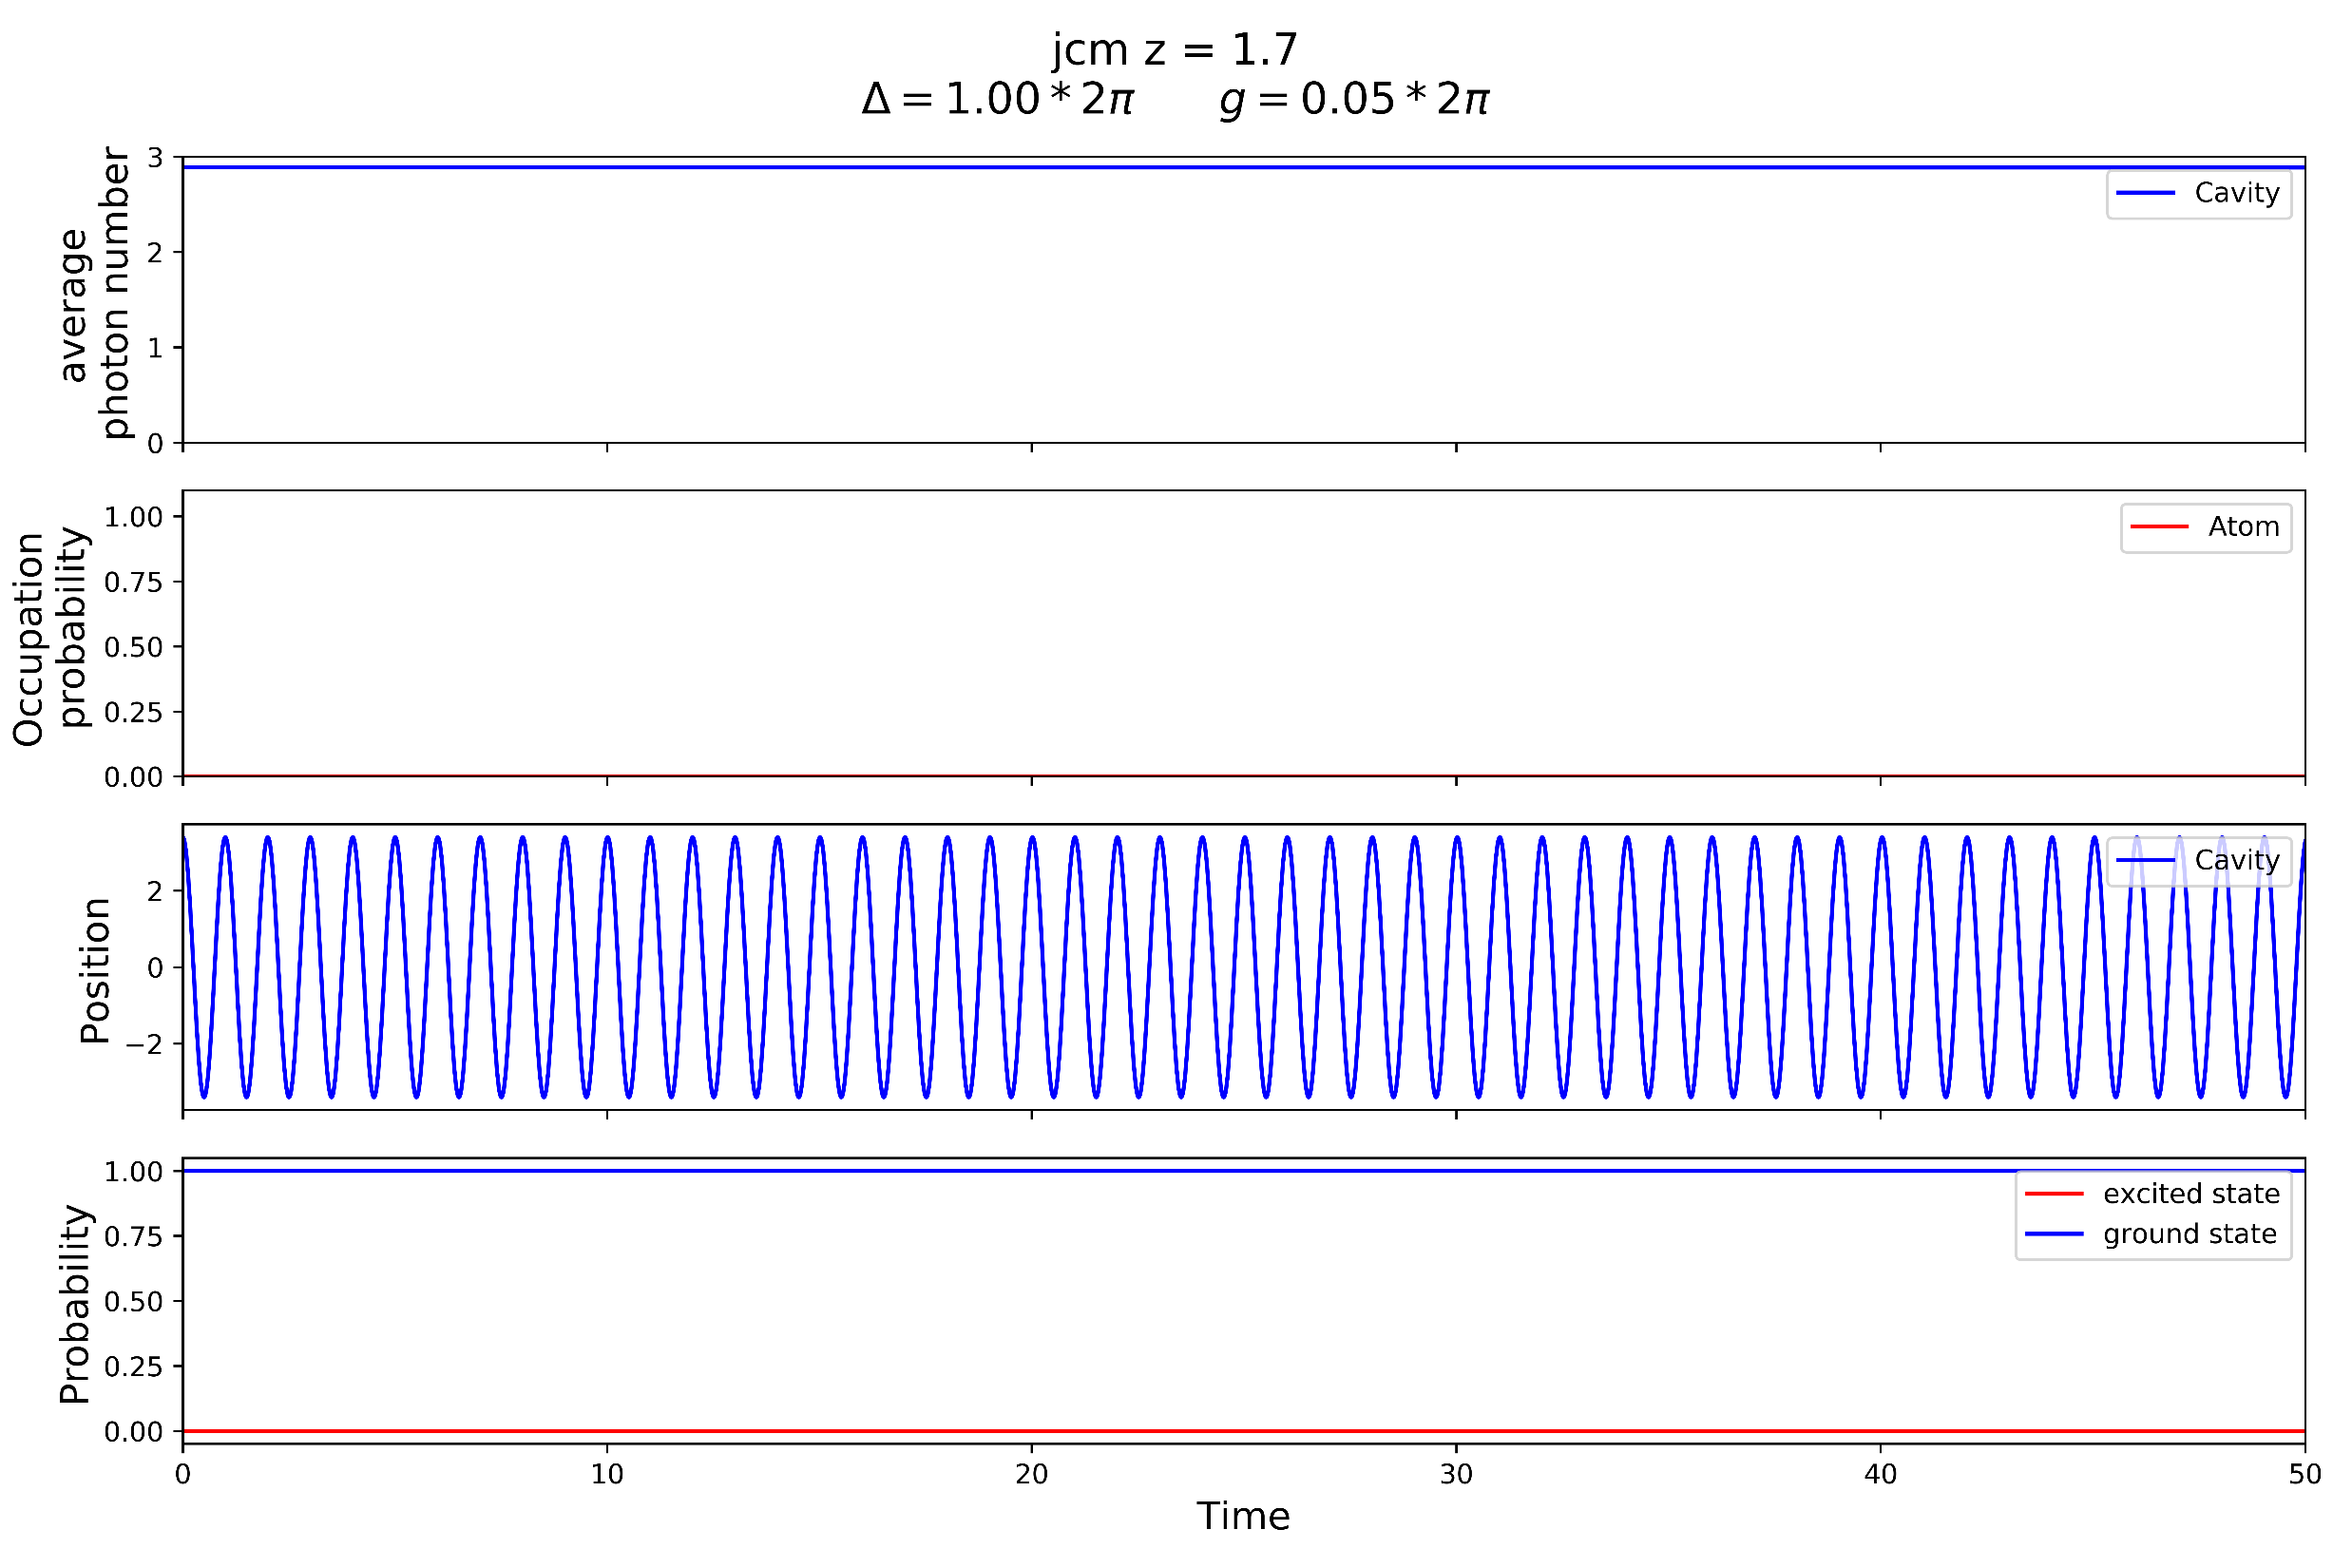 jcm z = 1.7
Δ = 1.00 * 2π g = 0.05 * 2π
average
photon number
3
2
1
0
Cavity
Occupation
probability
1.00
0.75
0.50
0.25
0.00
Atom
Position
2
0
−2
Cavity
Probability
1.00
0.75
0.50
0.25
0.00
excited state
ground state
0 10 20 30 40 50
Time